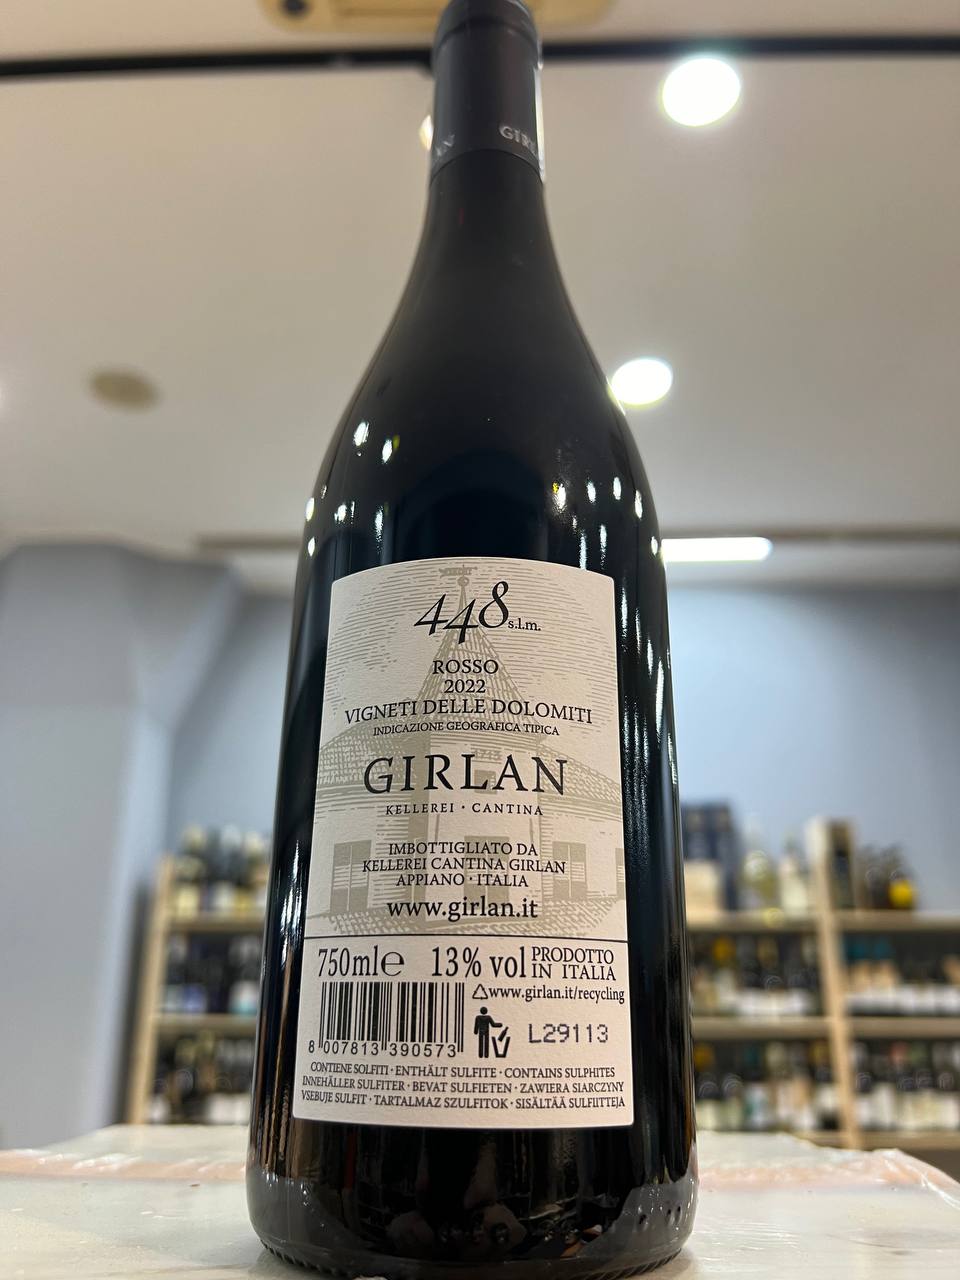 GIRL
448 s.l.m.
ROSSO
2022
VIGNETI DELLE DOLOMITI
INDICAZIONE GEOGRAFICA TIPICA
GIRLAN
KELLEREI · CANTINA
IMBOTTIGLIATO DA
KELLEREI CANTINA GIRLAN
APPIANO · ITALIA
www.girlan.it
750ml℮ 13% vol PRODOTTO
IN ITALIA
www.girlan.it/recycling
L29113
8 007813 390573
CONTIENE SOLFITI · ENTHÄLT SULFITE · CONTAINS SULPHITES
INNEHÅLLER SULFITER · BEVAT SULFIETEN · ZAWIERA SIARCZYNY
VSEBUJE SULFIT · TARTALMAZ SZULFITOK · SISÄLTÄÄ SULFIITTEJA